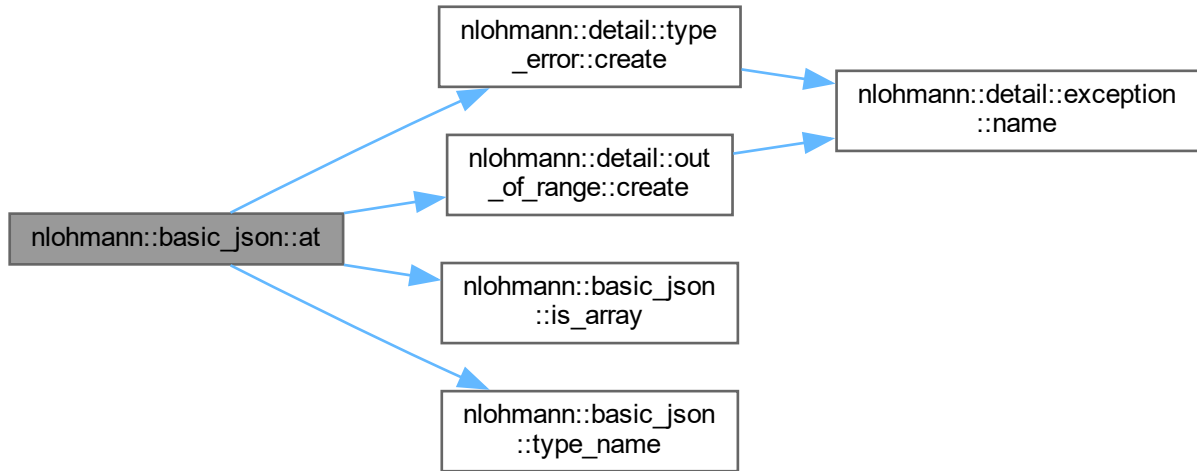 nlohmann::detail::type
_error::create
nlohmann::detail::exception
::name
nlohmann::detail::out
_of_range::create
nlohmann::basic_json::at
nlohmann::basic_json
::is_array
nlohmann::basic_json
::type_name